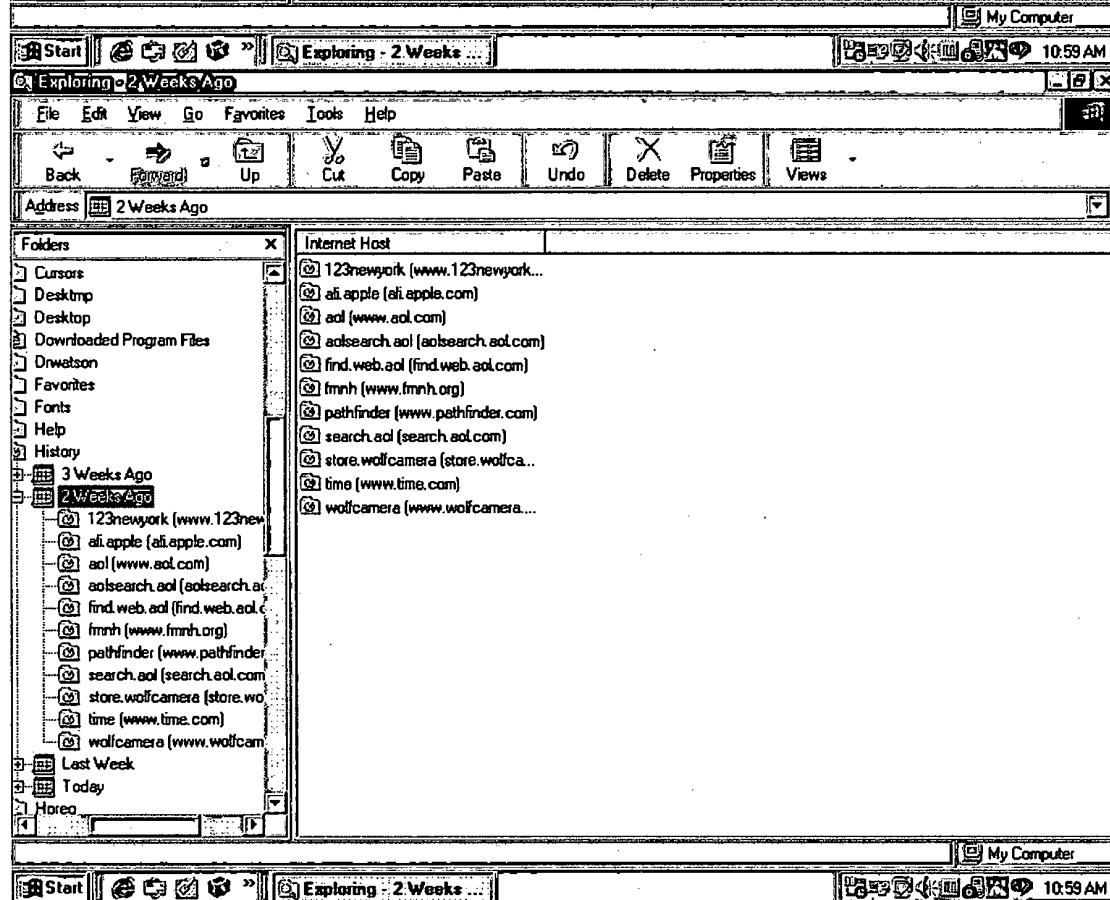 My Computer
Start » Exploring - 2 Weeks ... 10:59 AM
Exploring - 2 Weeks Ago
File Edit View Go Favorites Tools Help
Back Forward Up Cut Copy Paste Undo Delete Properties Views
Address 2 Weeks Ago
Folders x
Internet Host
Cursors
Desktmp
Desktop
Downloaded Program Files
Drwatson
Favorites
Fonts
Help
History
3 Weeks Ago
2 Weeks Ago
123newyork (www.123new
ali.apple (ali.apple.com)
aol (www.aol.com)
aolsearch.aol (aolsearch.ao
find.web.aol (find.web.aol.c
fmnh (www.fmnh.org)
pathfinder (www.pathfinder
search.aol (search.aol.com
store.wolfcamera (store.wo
time (www.time.com)
wolfcamera (www.wolfcam
Last Week
Today
123newyork (www.123newyork...
ali.apple (ali.apple.com)
aol (www.aol.com)
aolsearch.aol (aolsearch.aol.com)
find.web.aol (find.web.aol.com)
fmnh (www.fmnh.org)
pathfinder (www.pathfinder.com)
search.aol (search.aol.com)
store.wolfcamera (store.wolfca...
time (www.time.com)
wolfcamera (www.wolfcamera....
My Computer
Start » Exploring - 2 Weeks ... 10:59 AM